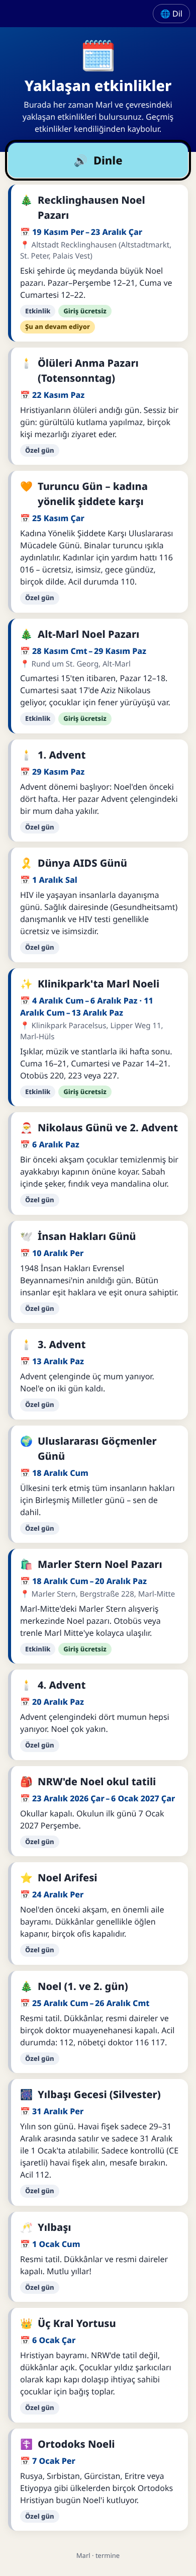 🌐 Dil
Yaklaşan etkinlikler
Burada her zaman Marl ve çevresindeki
yaklaşan etkinlikleri bulursunuz. Geçmiş
etkinlikler kendiliğinden kaybolur.
🔊 Dinle
🎄 Recklinghausen Noel
Pazarı
📅 19 Kasım Per – 23 Aralık Çar
📍 Altstadt Recklinghausen (Altstadtmarkt,
St. Peter, Palais Vest)
Eski şehirde üç meydanda büyük Noel
pazarı. Pazar–Perşembe 12–21, Cuma ve
Cumartesi 12–22.
Etkinlik Giriş ücretsiz
Şu an devam ediyor
🕯️ Ölüleri Anma Pazarı
(Totensonntag)
📅 22 Kasım Paz
Hristiyanların ölüleri andığı gün. Sessiz bir
gün: gürültülü kutlama yapılmaz, birçok
kişi mezarlığı ziyaret eder.
Özel gün
🧡 Turuncu Gün – kadına
yönelik şiddete karşı
📅 25 Kasım Çar
Kadına Yönelik Şiddete Karşı Uluslararası
Mücadele Günü. Binalar turuncu ışıkla
aydınlatılır. Kadınlar için yardım hattı 116
016 – ücretsiz, isimsiz, gece gündüz,
birçok dilde. Acil durumda 110.
Özel gün
🎄 Alt-Marl Noel Pazarı
📅 28 Kasım Cmt – 29 Kasım Paz
📍 Rund um St. Georg, Alt-Marl
Cumartesi 15'ten itibaren, Pazar 12–18.
Cumartesi saat 17'de Aziz Nikolaus
geliyor, çocuklar için fener yürüyüşü var.
Etkinlik Giriş ücretsiz
🕯️ 1. Advent
📅 29 Kasım Paz
Advent dönemi başlıyor: Noel'den önceki
dört hafta. Her pazar Advent çelengindeki
bir mum daha yakılır.
Özel gün
🎗️ Dünya AIDS Günü
📅 1 Aralık Sal
HIV ile yaşayan insanlarla dayanışma
günü. Sağlık dairesinde (Gesundheitsamt)
danışmanlık ve HIV testi genellikle
ücretsiz ve isimsizdir.
Özel gün
✨ Klinikpark'ta Marl Noeli
📅 4 Aralık Cum – 6 Aralık Paz · 11
Aralık Cum – 13 Aralık Paz
📍 Klinikpark Paracelsus, Lipper Weg 11,
Marl-Hüls
Işıklar, müzik ve stantlarla iki hafta sonu.
Cuma 16–21, Cumartesi ve Pazar 14–21.
Otobüs 220, 223 veya 227.
Etkinlik Giriş ücretsiz
🎅 Nikolaus Günü ve 2. Advent
📅 6 Aralık Paz
Bir önceki akşam çocuklar temizlenmiş bir
ayakkabıyı kapının önüne koyar. Sabah
içinde şeker, fındık veya mandalina olur.
Özel gün
🕊️ İnsan Hakları Günü
📅 10 Aralık Per
1948 İnsan Hakları Evrensel
Beyannamesi'nin anıldığı gün. Bütün
insanlar eşit haklara ve eşit onura sahiptir.
Özel gün
🕯️ 3. Advent
📅 13 Aralık Paz
Advent çelenginde üç mum yanıyor.
Noel'e on iki gün kaldı.
Özel gün
🌍 Uluslararası Göçmenler
Günü
📅 18 Aralık Cum
Ülkesini terk etmiş tüm insanların hakları
için Birleşmiş Milletler günü – sen de
dahil.
Özel gün
🛍️ Marler Stern Noel Pazarı
📅 18 Aralık Cum – 20 Aralık Paz
📍 Marler Stern, Bergstraße 228, Marl-Mitte
Marl-Mitte'deki Marler Stern alışveriş
merkezinde Noel pazarı. Otobüs veya
trenle Marl Mitte'ye kolayca ulaşılır.
Etkinlik Giriş ücretsiz
🕯️ 4. Advent
📅 20 Aralık Paz
Advent çelengindeki dört mumun hepsi
yanıyor. Noel çok yakın.
Özel gün
🎒 NRW'de Noel okul tatili
📅 23 Aralık 2026 Çar – 6 Ocak 2027 Çar
Okullar kapalı. Okulun ilk günü 7 Ocak
2027 Perşembe.
Özel gün
⭐ Noel Arifesi
📅 24 Aralık Per
Noel'den önceki akşam, en önemli aile
bayramı. Dükkânlar genellikle öğlen
kapanır, birçok ofis kapalıdır.
Özel gün
🎄 Noel (1. ve 2. gün)
📅 25 Aralık Cum – 26 Aralık Cmt
Resmi tatil. Dükkânlar, resmi daireler ve
birçok doktor muayenehanesi kapalı. Acil
durumda: 112, nöbetçi doktor 116 117.
Özel gün
🎆 Yılbaşı Gecesi (Silvester)
📅 31 Aralık Per
Yılın son günü. Havai fişek sadece 29–31
Aralık arasında satılır ve sadece 31 Aralık
ile 1 Ocak'ta atılabilir. Sadece kontrollü (CE
işareti) havai fişek alın, mesafe bırakın.
Acil 112.
Özel gün
🥂 Yılbaşı
📅 1 Ocak Cum
Resmi tatil. Dükkânlar ve resmi daireler
kapalı. Mutlu yıllar!
Özel gün
👑 Üç Kral Yortusu
📅 6 Ocak Çar
Hristiyan bayramı. NRW'de tatil değil,
dükkânlar açık. Çocuklar yıldız şarkıcıları
olarak kapı kapı dolaşıp ihtiyaç sahibi
çocuklar için bağış toplar.
Özel gün
☦️ Ortodoks Noeli
📅 7 Ocak Per
Rusya, Sırbistan, Gürcistan, Eritre veya
Etiyopya gibi ülkelerden birçok Ortodoks
Hristiyan bugün Noel'i kutluyor.
Özel gün
Marl · termine